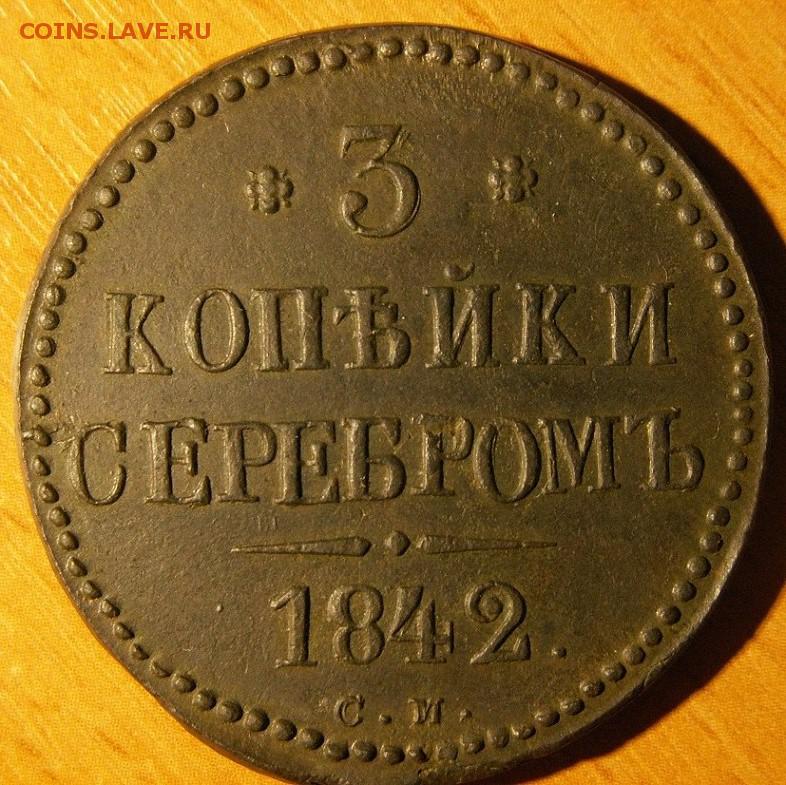 COINS.LAVE.RU
3
КОПѢЙКИ
СЕРЕБРОМЪ
1842.
С. М.